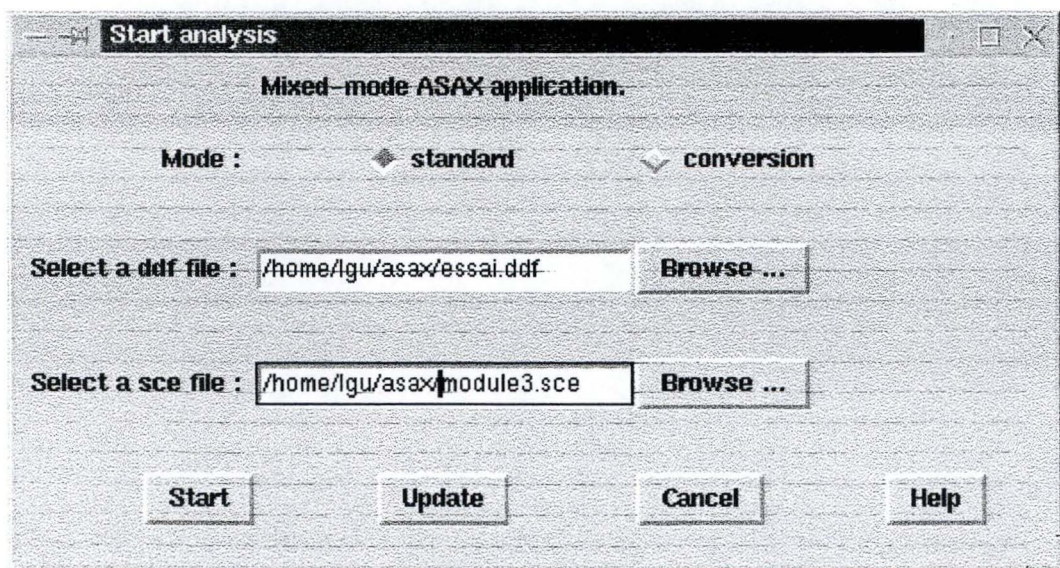 Start analysis
Mixed-mode ASAX application.
Mode : standard conversion
Select a ddf file : /home/lgu/asax/essai.ddf Browse ...
Select a sce file : /home/lgu/asax/module3.sce Browse ...
Start Update Cancel Help